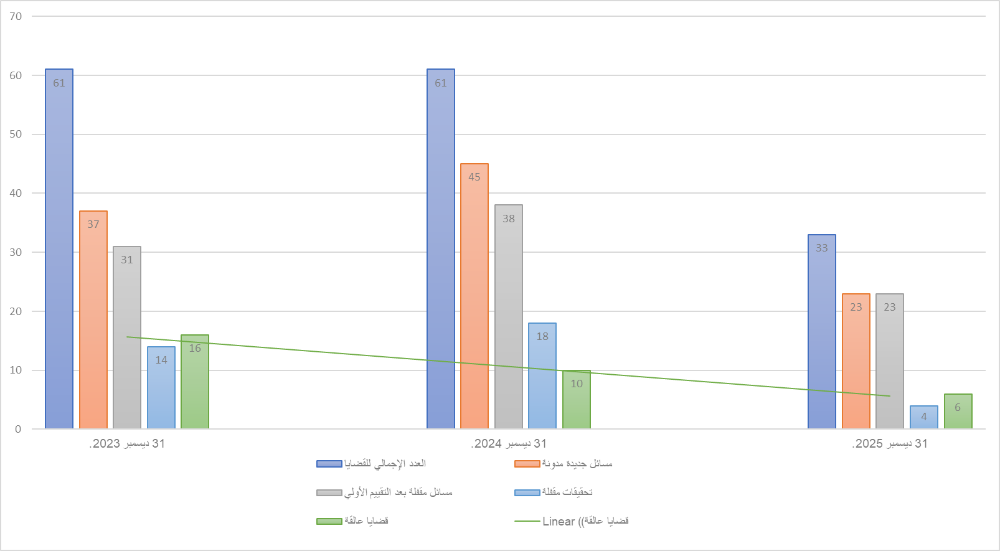 70
60
50
40
30
20
10
0
61
37
31
14
16
61
45
38
18
10
33
23
23
4
6
31 ديسمبر 2023.
31 ديسمبر 2024.
31 ديسمبر 2025.
العدد الإجمالي للقضايا
مسائل جديدة مدونة
مسائل مقفلة بعد التقييم الأولي
تحقيقات مقفلة
قضايا عالقة
Linear ((قضايا عالقة